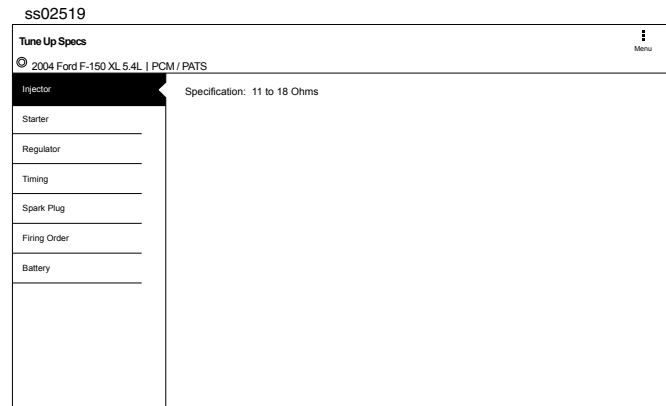 ss02519
Tune Up Specs
Menu
2004 Ford F-150 XL 5.4L | PCM / PATS
Injector
Specification: 11 to 18 Ohms
Starter
Regulator
Timing
Spark Plug
Firing Order
Battery